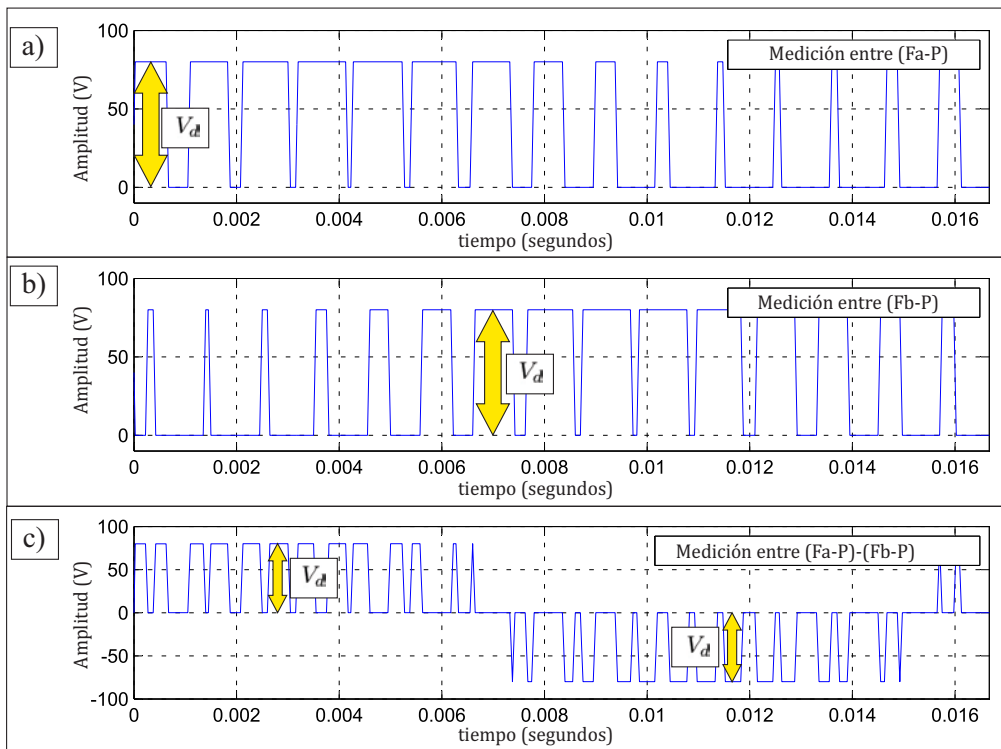 a)
100
50
0
Amplitud (V)
Medición entre (Fa-P)
0 0.002 0.004 0.006 0.008 0.01 0.012 0.014 0.016
tiempo (segundos)
b)
100
50
0
Amplitud (V)
Medición entre (Fb-P)
0 0.002 0.004 0.006 0.008 0.01 0.012 0.014 0.016
tiempo (segundos)
c)
100
50
0
-50
-100
Amplitud (V)
Medición entre (Fa-P)-(Fb-P)
0 0.002 0.004 0.006 0.008 0.01 0.012 0.014 0.016
tiempo (segundos)